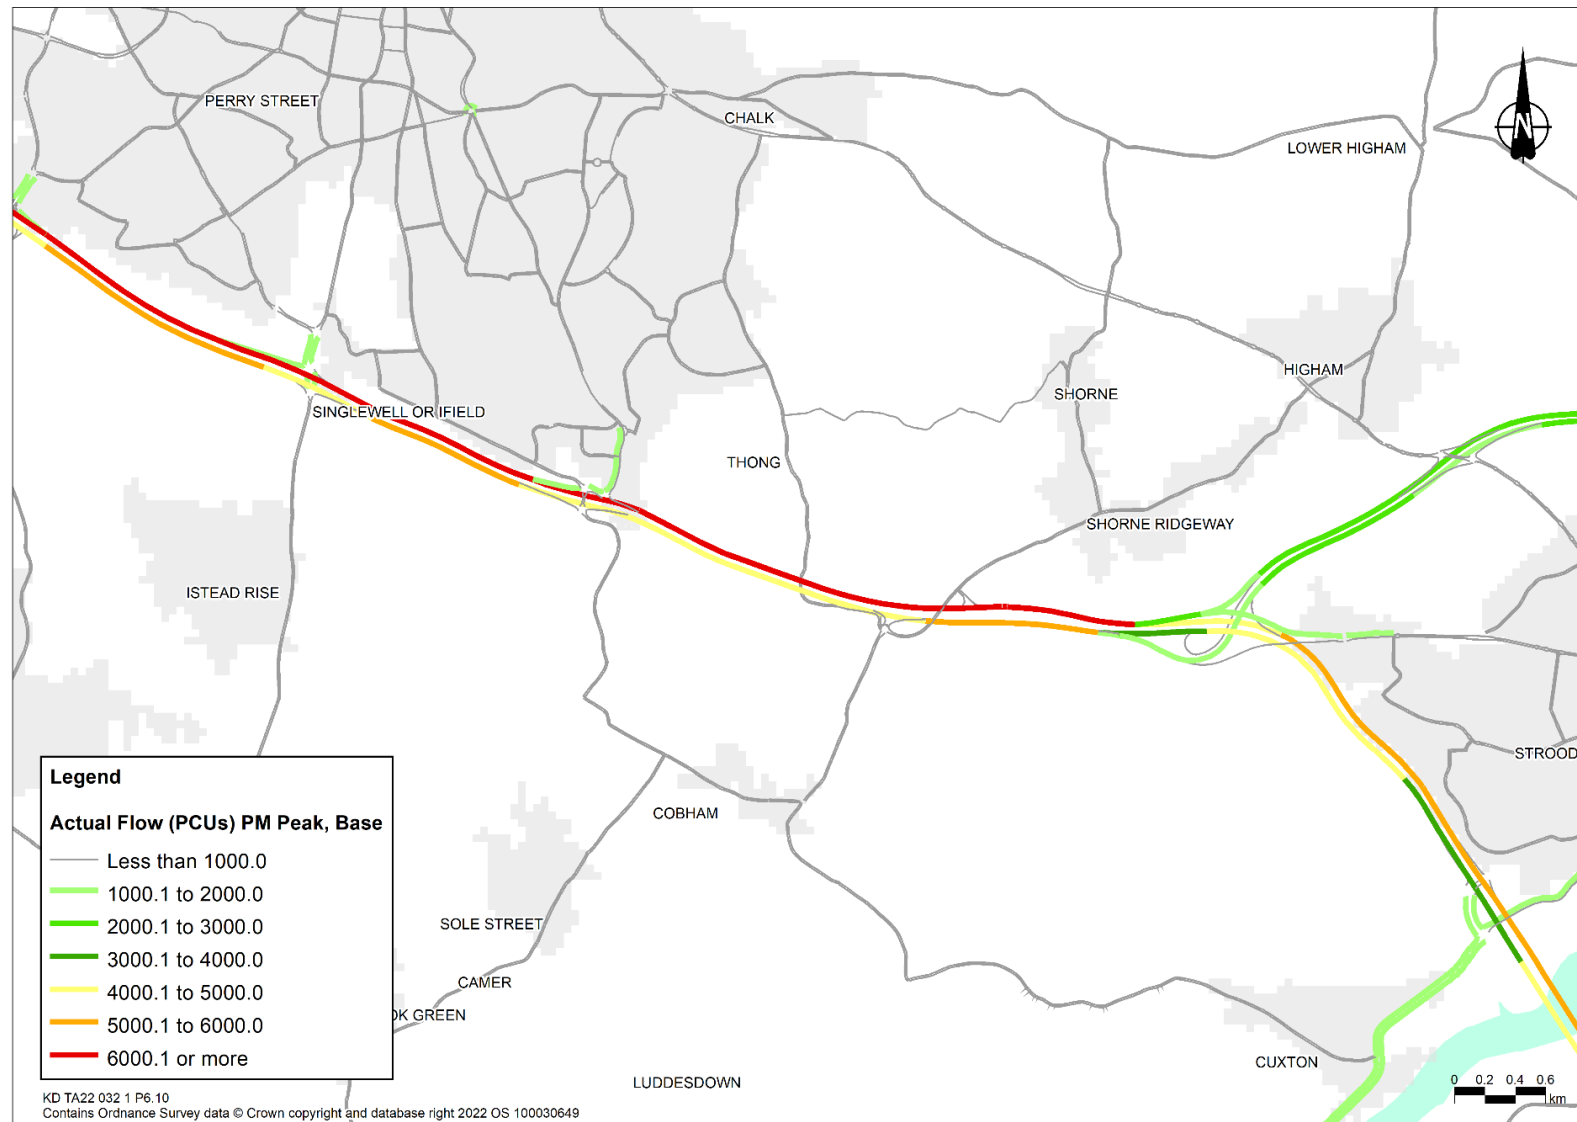 PERRY STREET
CHALK
LOWER HIGHAM
N
HIGHAM
SHORNE
SINGLEWELL OR IFIELD
THONG
SHORNE RIDGEWAY
ISTEAD RISE
STROOD
COBHAM
SOLE STREET
CAMER
OK GREEN
CUXTON
LUDDESDOWN
Legend
Actual Flow (PCUs) PM Peak, Base
Less than 1000.0
1000.1 to 2000.0
2000.1 to 3000.0
3000.1 to 4000.0
4000.1 to 5000.0
5000.1 to 6000.0
6000.1 or more
0 0.2 0.4 0.6
km
KD TA22 032 1 P6.10
Contains Ordnance Survey data © Crown copyright and database right 2022 OS 100030649